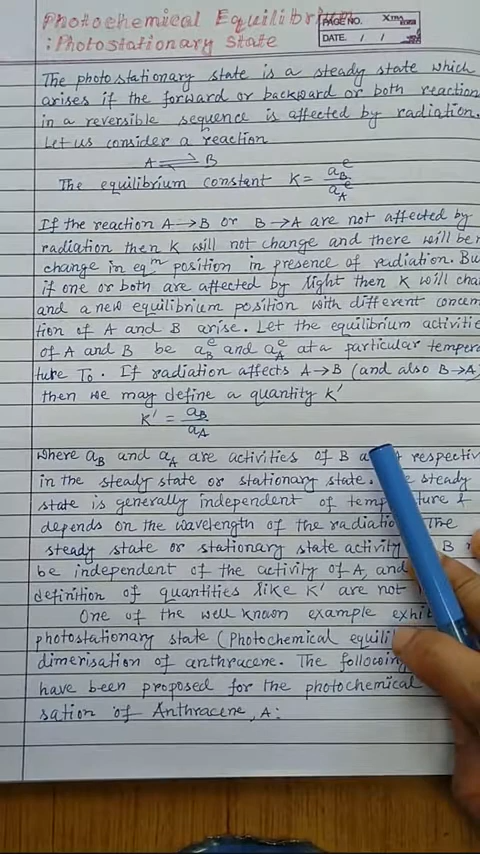 Photochemical Equilibrium
PAGE NO.
DATE. / /
: Photostationary State
The photostationary state is a steady state which
arises if the forward or backward or both reaction
in a reversible sequence is affected by radiation.
Let us consider a reaction
A ⇌ B
The equilibrium constant K = a_B^e / a_A^e
If the reaction A→B or B→A are not affected by
radiation then K will not change and there will be
change in eq^m position in presence of radiation. Bu
if one or both are affected by light then K will cha
and a new equilibrium position with different concen
tion of A and B arise. Let the equilibrium activitie
of A and B be a_B^e and a_A^e at a particular tempera
ture T₀. If radiation affects A→B (and also B→A)
then we may define a quantity K'
K' = a_B / a_A
where a_B and a_A are activities of B respectiv
in the steady state or stationary state. steady
state is generally independent of &
depends on the wavelength of the The
steady state or stationary state activity B
be independent of the activity of A, and
definition of quantities like K' are not
One of the well known example
photostationary state (Photochemical
dimerisation of anthracene. The following
have been proposed for the photochemical
sation of Anthracene, A: